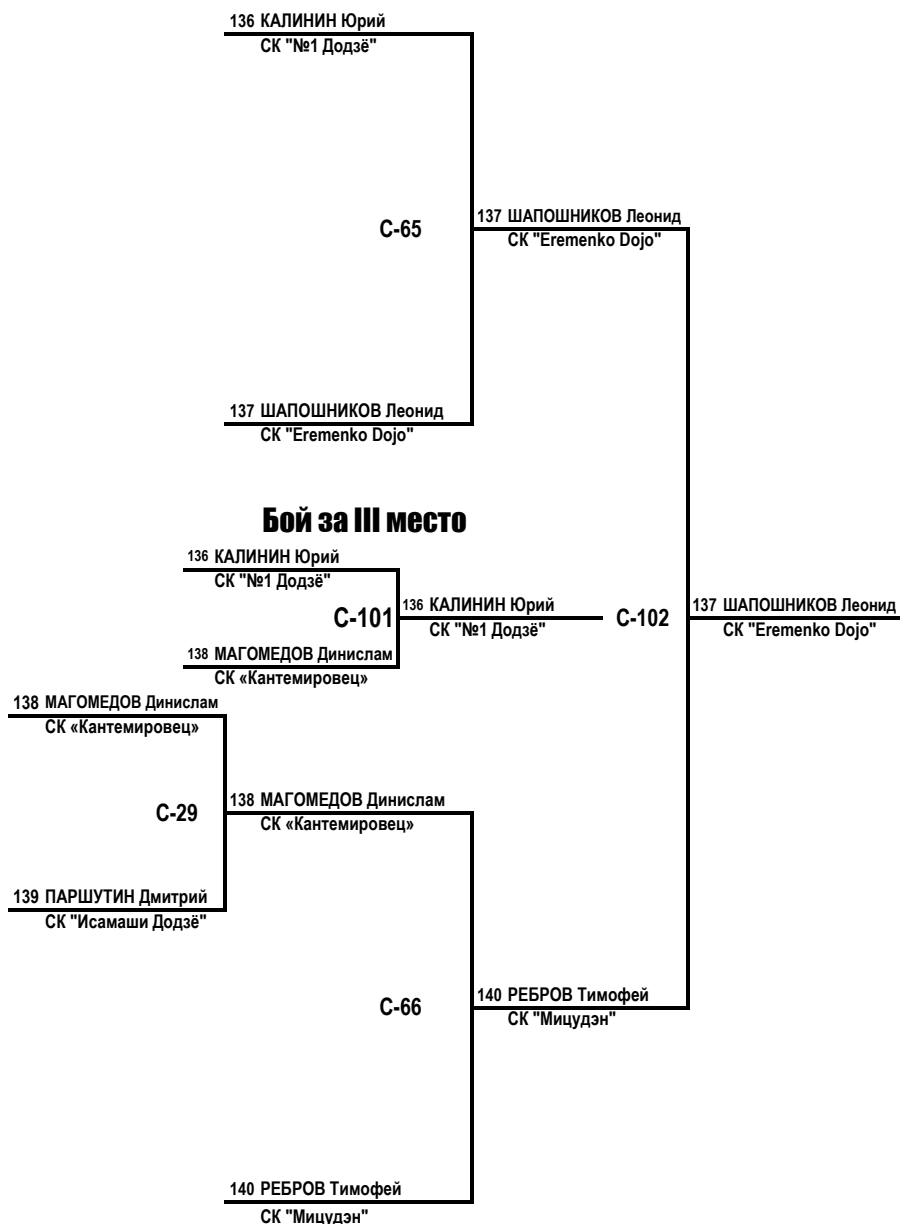 136 КАЛИНИН Юрий
СК "№1 Додзё"
С-65
137 ШАПОШНИКОВ Леонид
СК "Eremenko Dojo"
137 ШАПОШНИКОВ Леонид
СК "Eremenko Dojo"
Бой за III место
136 КАЛИНИН Юрий
СК "№1 Додзё"
С-101
136 КАЛИНИН Юрий
СК "№1 Додзё"
С-102
137 ШАПОШНИКОВ Леонид
СК "Eremenko Dojo"
138 МАГОМЕДОВ Динислам
СК «Кантемировец»
138 МАГОМЕДОВ Динислам
СК «Кантемировец»
С-29
138 МАГОМЕДОВ Динислам
СК «Кантемировец»
139 ПАРШУТИН Дмитрий
СК "Исамаши Додзё"
С-66
140 РЕБРОВ Тимофей
СК "Мицудэн"
140 РЕБРОВ Тимофей
СК "Мицудэн"